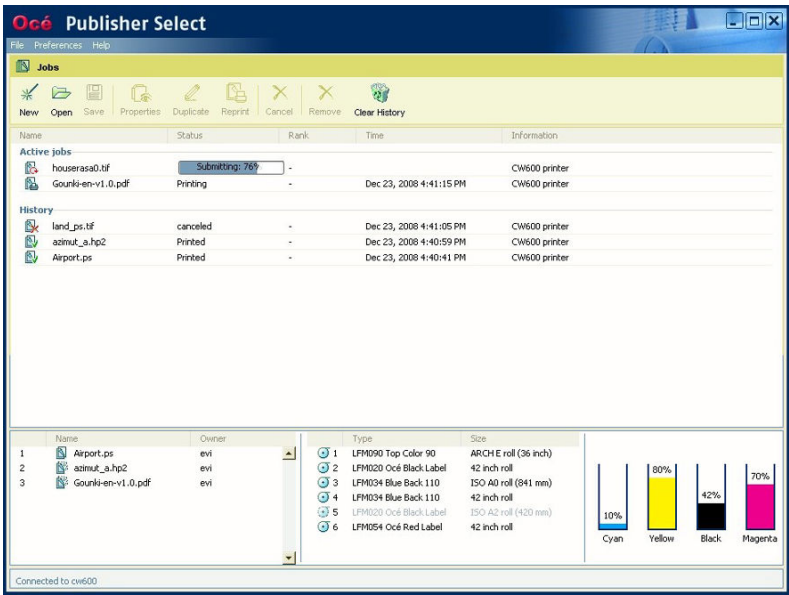 Océ Publisher Select
File Preferences Help
Jobs
New Open Save Properties Duplicate Reprint Cancel Remove Clear History
Name Status Rank Time Information
Active jobs
houserasa0.tif Submitting: 76% - CW600 printer
Gounki-en-v1.0.pdf Printing - Dec 23, 2008 4:41:15 PM CW600 printer
History
land_ps.tif canceled - Dec 23, 2008 4:41:05 PM CW600 printer
azimut_a.hp2 Printed - Dec 23, 2008 4:40:59 PM CW600 printer
Airport.ps Printed - Dec 23, 2008 4:40:41 PM CW600 printer
Name Owner
1 Airport.ps evi
2 azimut_a.hp2 evi
3 Gounki-en-v1.0.pdf evi
Type Size
1 LFM090 Top Color 90 ARCH E roll (36 inch)
2 LFM020 Océ Black Label 42 inch roll
3 LFM034 Blue Back 110 ISO A0 roll (841 mm)
4 LFM034 Blue Back 110 42 inch roll
5 LFM020 Océ Black Label ISO A2 roll (420 mm)
6 LFM054 Océ Red Label 42 inch roll
10% 80% 42% 70%
Cyan Yellow Black Magenta
Connected to cw600